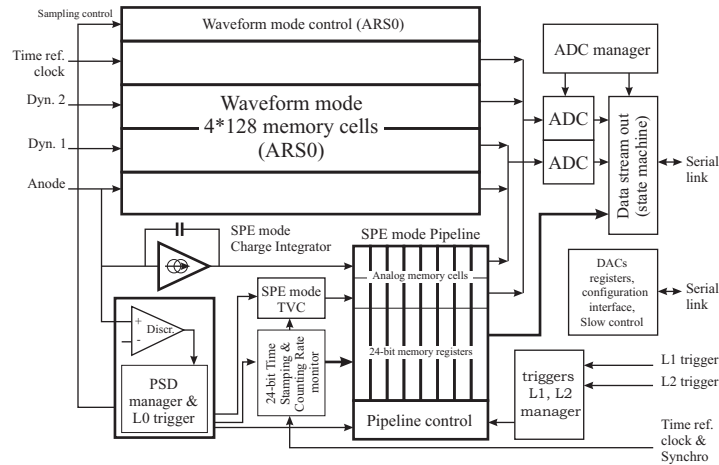 Sampling control
Waveform mode control (ARS0)
Time ref.
clock
ADC manager
Dyn. 2
Waveform mode
4*128 memory cells
(ARS0)
ADC
Dyn. 1
ADC
Data stream out
(state machine)
Serial
link
Anode
SPE mode
Charge Integrator
SPE mode Pipeline
Analog memory cells
DACs
registers,
configuration
interface,
Slow control
Serial
link
SPE mode
TVC
+
-
Discr.
24-bit Time
Stamping &
Counting Rate
monitor
24-bit memory registers
PSD
manager &
L0 trigger
triggers
L1, L2
manager
L1 trigger
L2 trigger
Pipeline control
Time ref.
clock &
Synchro